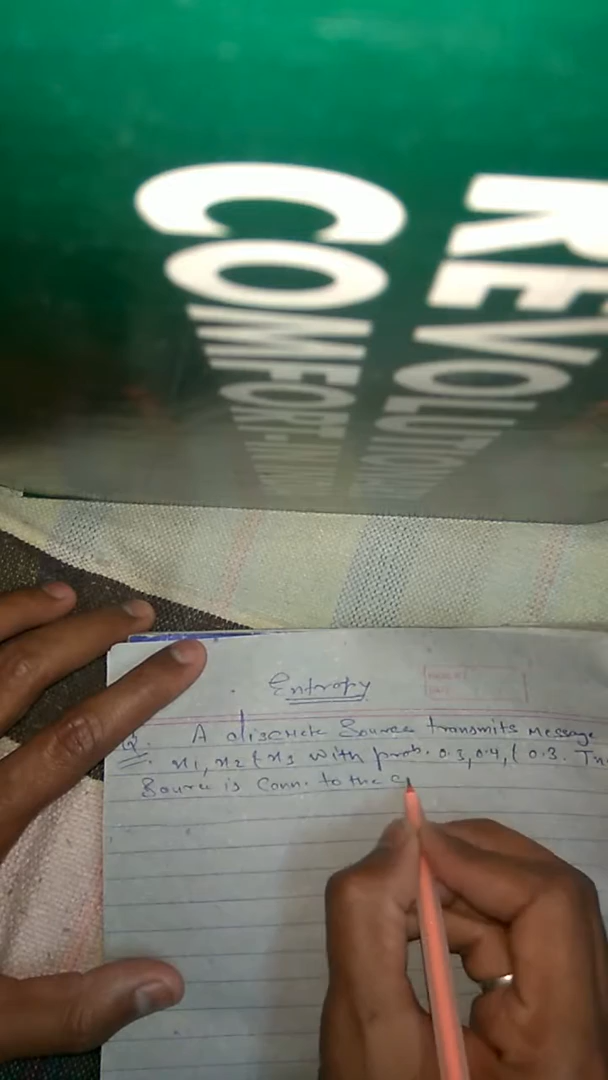 REVOLUTION
COMFORT
Entropy
Q. A discrete Source transmits message
x1, x2 & x3 with prob. 0.3, 0.4, & 0.3. The
Source is Conn. to the c